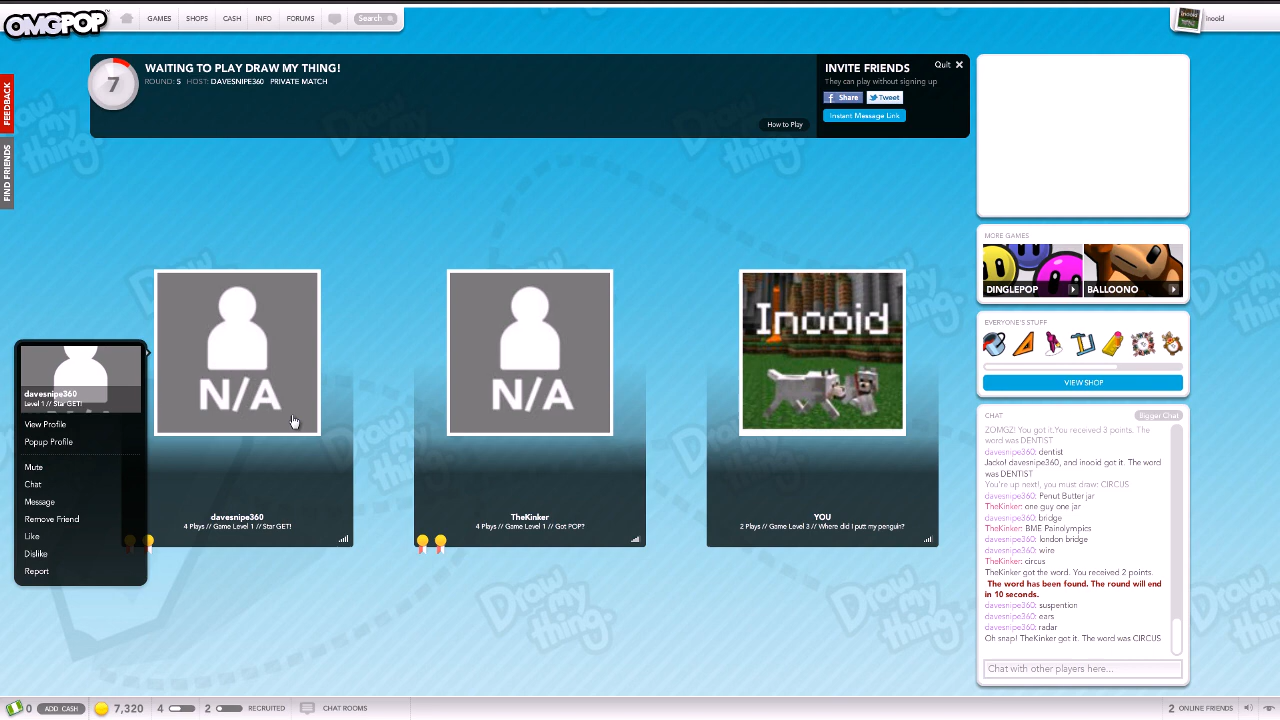 OMGPOP
GAMES SHOPS CASH INFO FORUMS Search
inooid
FEEDBACK
FIND FRIENDS
7
WAITING TO PLAY DRAW MY THING!
ROUND: 5 HOST: DAVESNIPE360 PRIVATE MATCH
How to Play
INVITE FRIENDS
Quit
They can play without signing up
Share Tweet
Instant Message Link
MORE GAMES
DINGLEPOP BALLOONO
EVERYONE'S STUFF
VIEW SHOP
N/A
N/A
Inooid
davesnipe360
4 Plays // Game Level 1 // Star GET!
TheKinker
4 Plays // Game Level 1 // Got POP?
YOU
2 Plays // Game Level 3 // Where did I put my penguin?
davesnipe360
Level 1 // Star GET!
View Profile
Popup Profile
Mute
Chat
Message
Remove Friend
Like
Dislike
Report
CHAT Bigger Chat
ZOMGZ! You got it.You received 3 points. The
word was DENTIST
davesnipe360: dentist
Jacko! davesnipe360, and inooid got it. The word
was DENTIST
You're up next!, you must draw: CIRCUS
davesnipe360: Penut Butter jar
TheKinker: one guy one jar
davesnipe360: bridge
TheKinker: BME Painolympics
davesnipe360: london bridge
davesnipe360: wire
TheKinker: circus
TheKinker got the word. You received 2 points.
The word has been found. The round will end
in 10 seconds.
davesnipe360: suspention
davesnipe360: ears
davesnipe360: radar
Oh snap! TheKinker got it. The word was CIRCUS
Chat with other players here...
0 ADD CASH 7,320 4 2 RECRUITED CHAT ROOMS
2 ONLINE FRIENDS